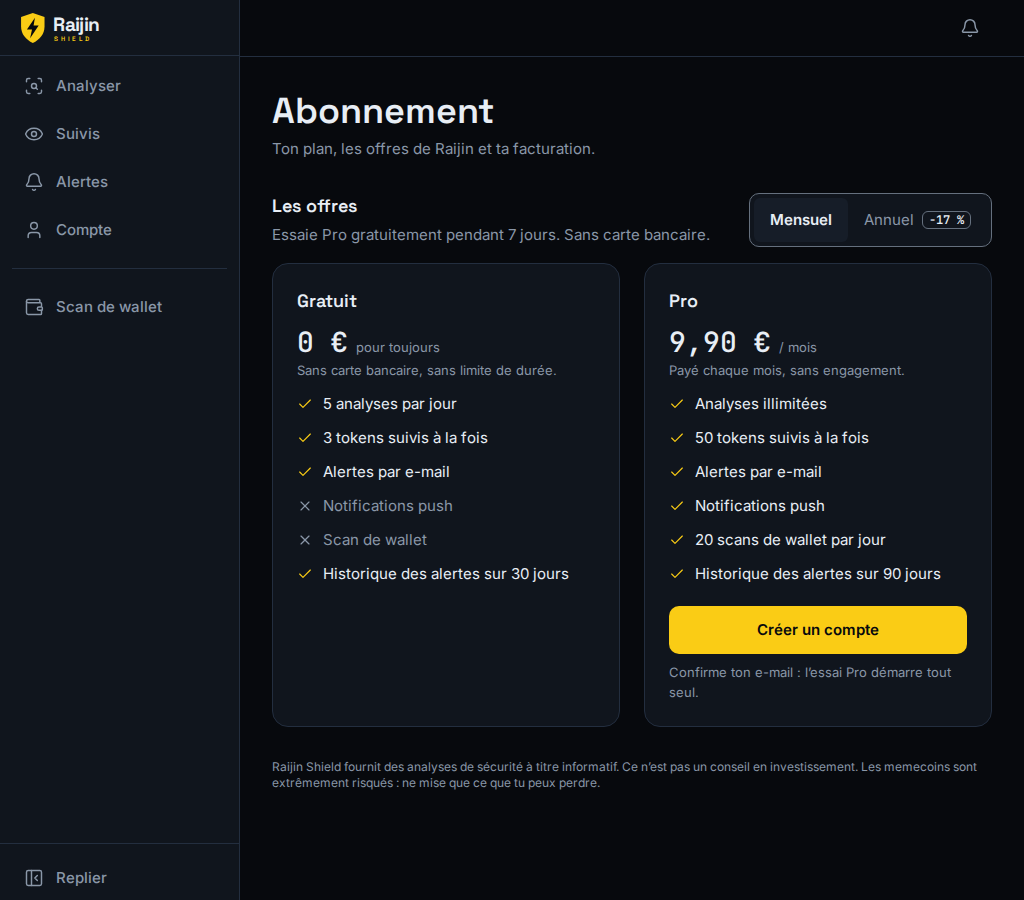 Raijin
SHIELD
Analyser
Suivis
Alertes
Compte
Scan de wallet
Replier
Abonnement
Ton plan, les offres de Raijin et ta facturation.
Les offres
Essaie Pro gratuitement pendant 7 jours. Sans carte bancaire.
Mensuel
Annuel -17 %
Gratuit
0 € pour toujours
Sans carte bancaire, sans limite de durée.
5 analyses par jour
3 tokens suivis à la fois
Alertes par e-mail
Notifications push
Scan de wallet
Historique des alertes sur 30 jours
Pro
9,90 € / mois
Payé chaque mois, sans engagement.
Analyses illimitées
50 tokens suivis à la fois
Alertes par e-mail
Notifications push
20 scans de wallet par jour
Historique des alertes sur 90 jours
Créer un compte
Confirme ton e-mail : l’essai Pro démarre tout
seul.
Raijin Shield fournit des analyses de sécurité à titre informatif. Ce n’est pas un conseil en investissement. Les memecoins sont
extrêmement risqués : ne mise que ce que tu peux perdre.